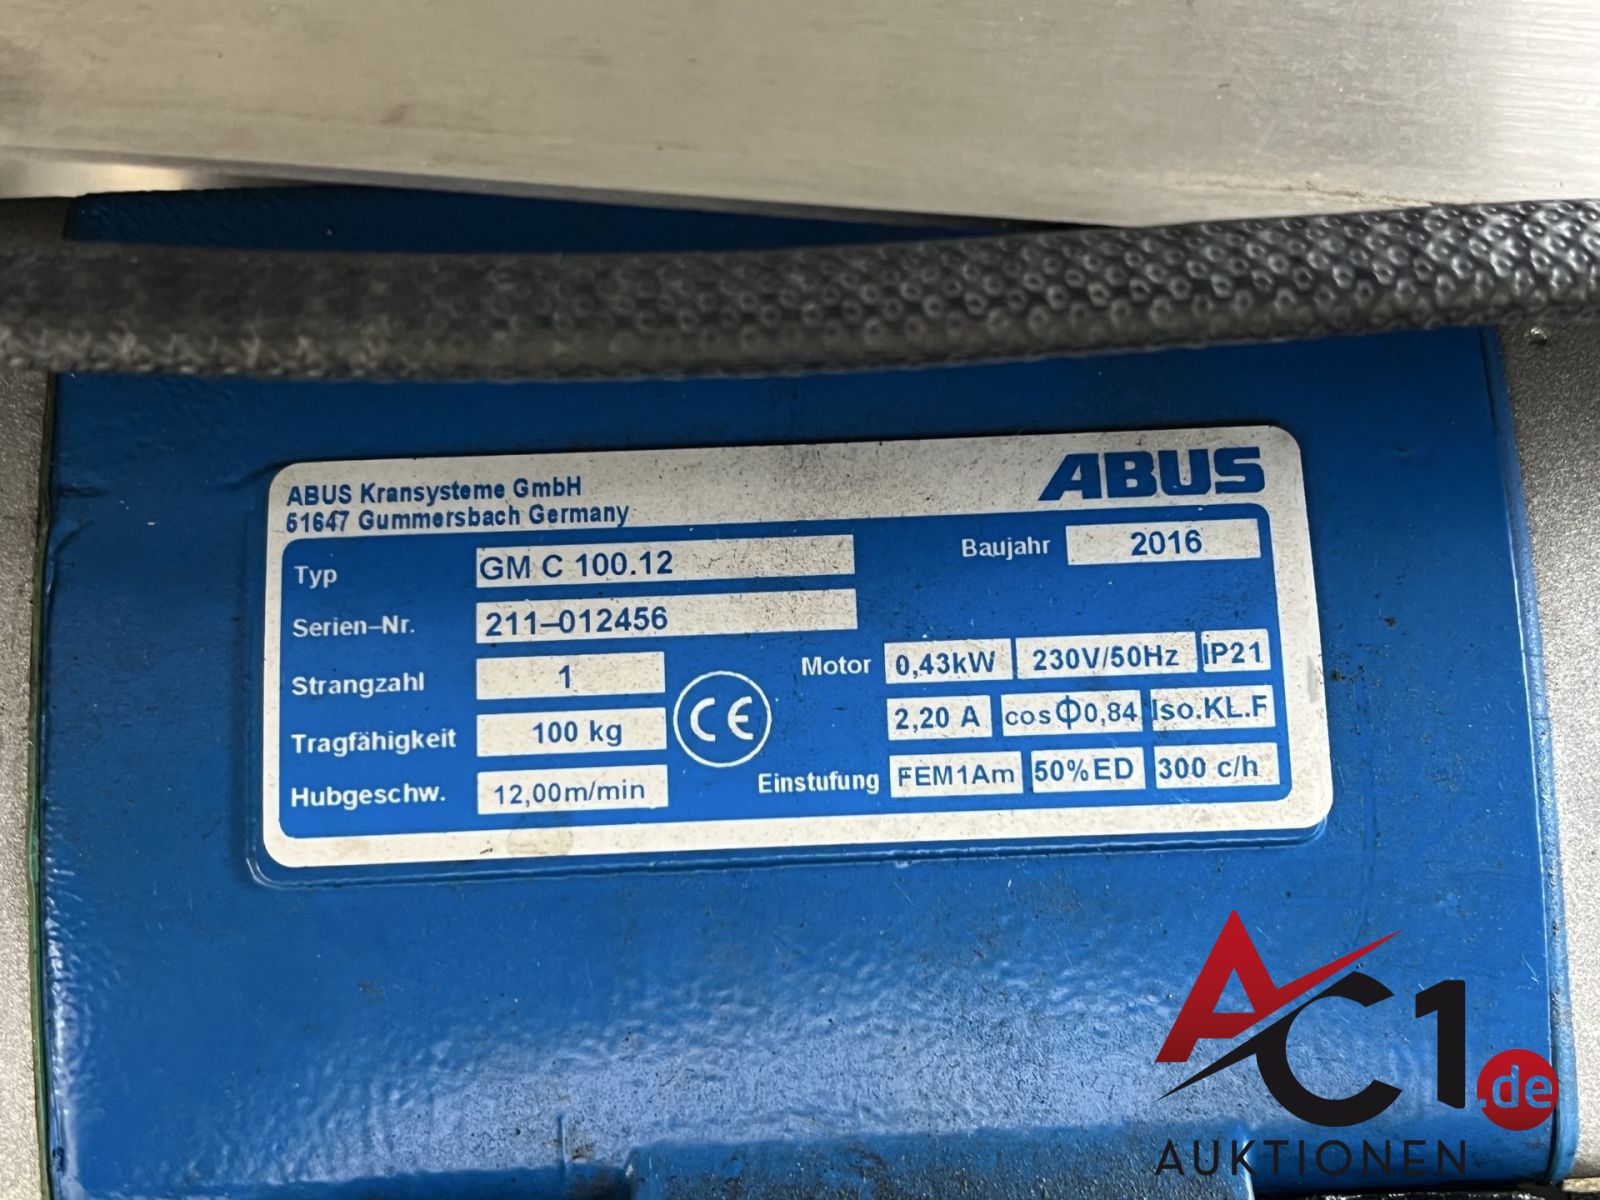 ABUS Kransysteme GmbH
51647 Gummersbach Germany
ABUS
Typ GM C 100.12
Baujahr 2016
Serien-Nr. 211-012456
Strangzahl 1
Motor 0,43kW 230V/50Hz IP21
2,20 A cosΦ0,84 Iso.KL.F
Tragfähigkeit 100 kg
CE
Einstufung FEM1Am 50%ED 300 c/h
Hubgeschw. 12,00m/min
AC1.de
AUKTIONEN